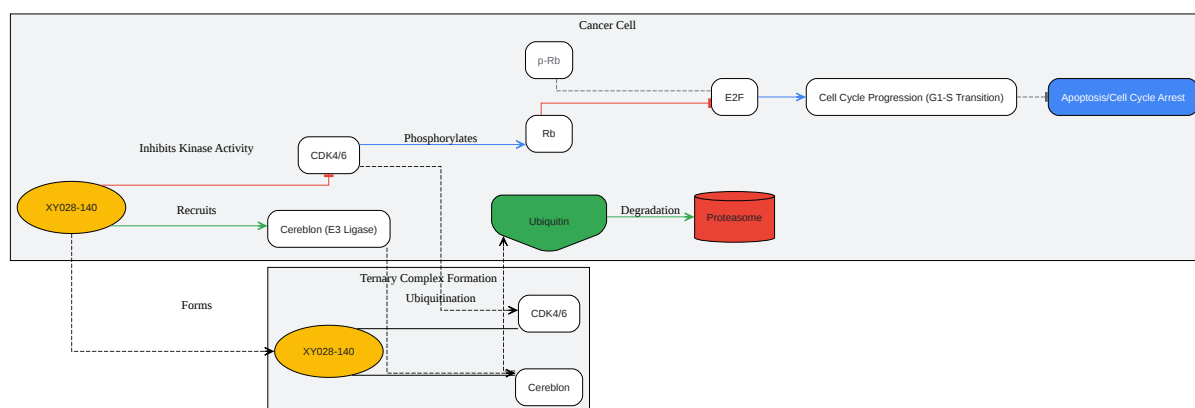 Cancer Cell
p-Rb
E2F
Cell Cycle Progression (G1-S Transition)
Apoptosis/Cell Cycle Arrest
Rb
Phosphorylates
Inhibits Kinase Activity
CDK4/6
XY028-140
Recruits
Cereblon (E3 Ligase)
Ubiquitin
Degradation
Proteasome
Ternary Complex Formation
Ubiquitination
Forms
CDK4/6
XY028-140
Cereblon